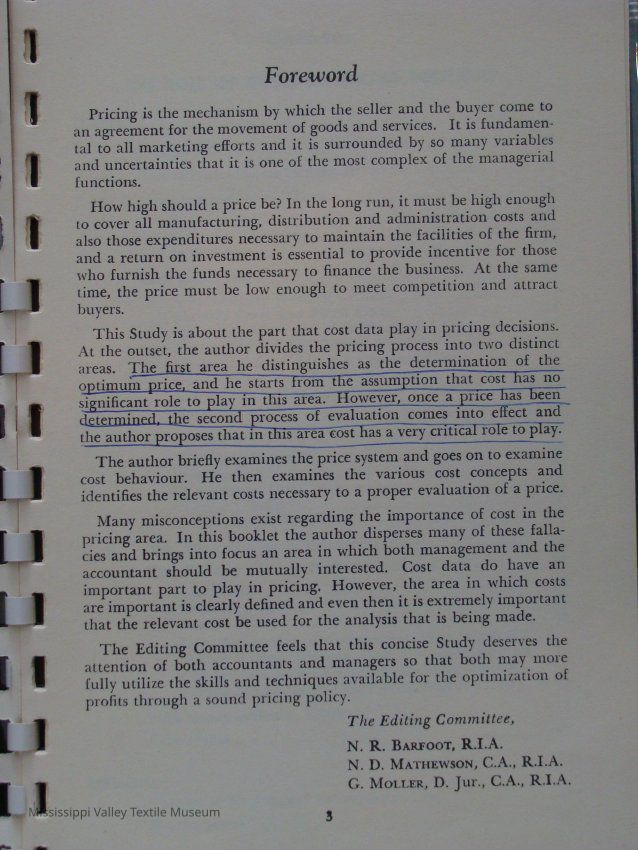 Foreword
Pricing is the mechanism by which the seller and the buyer come to
an agreement for the movement of goods and services. It is fundamen-
tal to all marketing efforts and it is surrounded by so many variables
and uncertainties that it is one of the most complex of the managerial
functions.
How high should a price be? In the long run, it must be high enough
to cover all manufacturing, distribution and administration costs and
also those expenditures necessary to maintain the facilities of the firm,
and a return on investment is essential to provide incentive for those
who furnish the funds necessary to finance the business. At the same
time, the price must be low enough to meet competition and attract
buyers.
This Study is about the part that cost data play in pricing decisions.
At the outset, the author divides the pricing process into two distinct
areas. The first area he distinguishes as the determination of the
optimum price, and he starts from the assumption that cost has no
significant role to play in this area. However, once a price has been
determined, the second process of evaluation comes into effect and
the author proposes that in this area cost has a very critical role to play.
The author briefly examines the price system and goes on to examine
cost behaviour. He then examines the various cost concepts and
identifies the relevant costs necessary to a proper evaluation of a price.
Many misconceptions exist regarding the importance of cost in the
pricing area. In this booklet the author disperses many of these falla-
cies and brings into focus an area in which both management and the
accountant should be mutually interested. Cost data do have an
important part to play in pricing. However, the area in which costs
are important is clearly defined and even then it is extremely important
that the relevant cost be used for the analysis that is being made.
The Editing Committee feels that this concise Study deserves the
attention of both accountants and managers so that both may more
fully utilize the skills and techniques available for the optimization of
profits through a sound pricing policy.
The Editing Committee,
N. R. BARFOOT, R.I.A.
N. D. MATHEWSON, C.A., R.I.A.
G. MOLLER, D. Jur., C.A., R.I.A.
Mississippi Valley Textile Museum
3